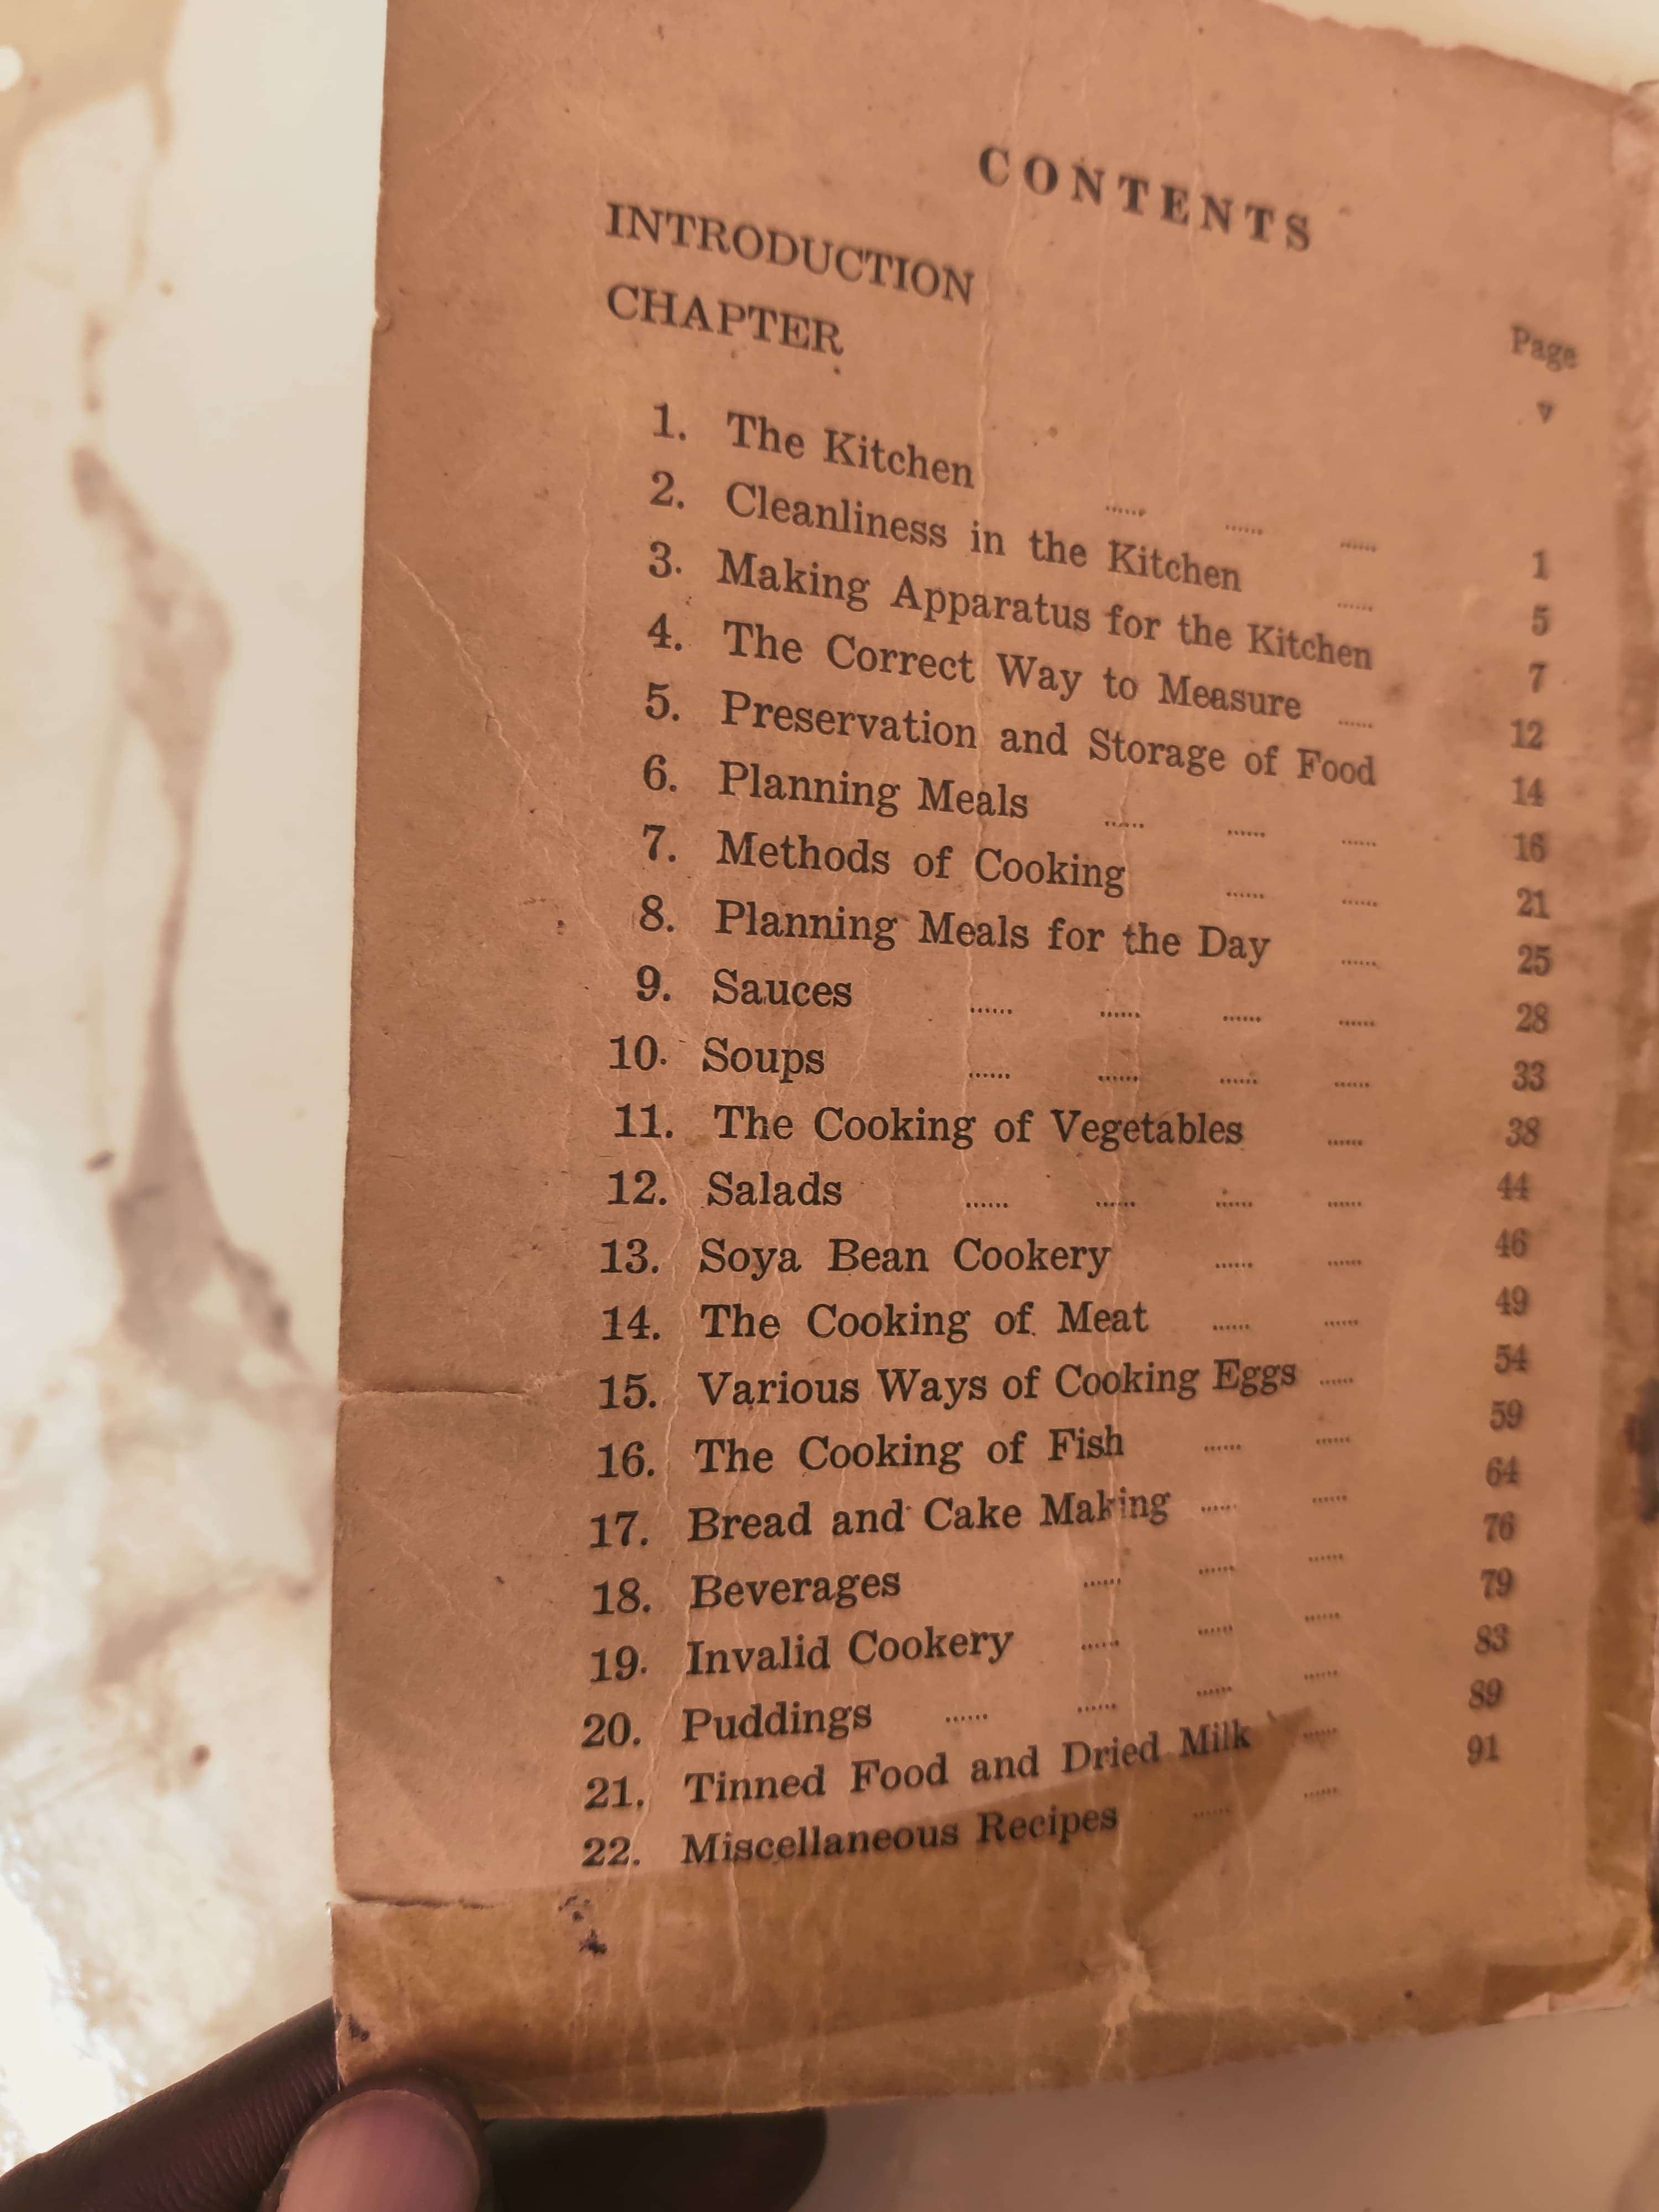 CONTENTS
Page
INTRODUCTION v
CHAPTER
1. The Kitchen ...... ...... ...... 1
2. Cleanliness in the Kitchen ...... 5
3. Making Apparatus for the Kitchen 7
4. The Correct Way to Measure ...... 12
5. Preservation and Storage of Food 14
6. Planning Meals ...... ...... ...... 16
7. Methods of Cooking ...... ...... 21
8. Planning Meals for the Day ...... 25
9. Sauces ...... ...... ...... ...... 28
10. Soups ...... ...... ...... ...... 33
11. The Cooking of Vegetables ...... 38
12. Salads ...... ...... ...... ...... 44
13. Soya Bean Cookery ...... ...... 46
14. The Cooking of Meat ...... ...... 49
15. Various Ways of Cooking Eggs ...... 54
16. The Cooking of Fish ...... ...... 59
17. Bread and Cake Making ...... ...... 64
18. Beverages ...... ...... ...... 76
19. Invalid Cookery ...... ...... ...... 79
20. Puddings ...... ...... ...... ...... 83
21. Tinned Food and Dried Milk ...... 89
22. Miscellaneous Recipes ...... ...... 91